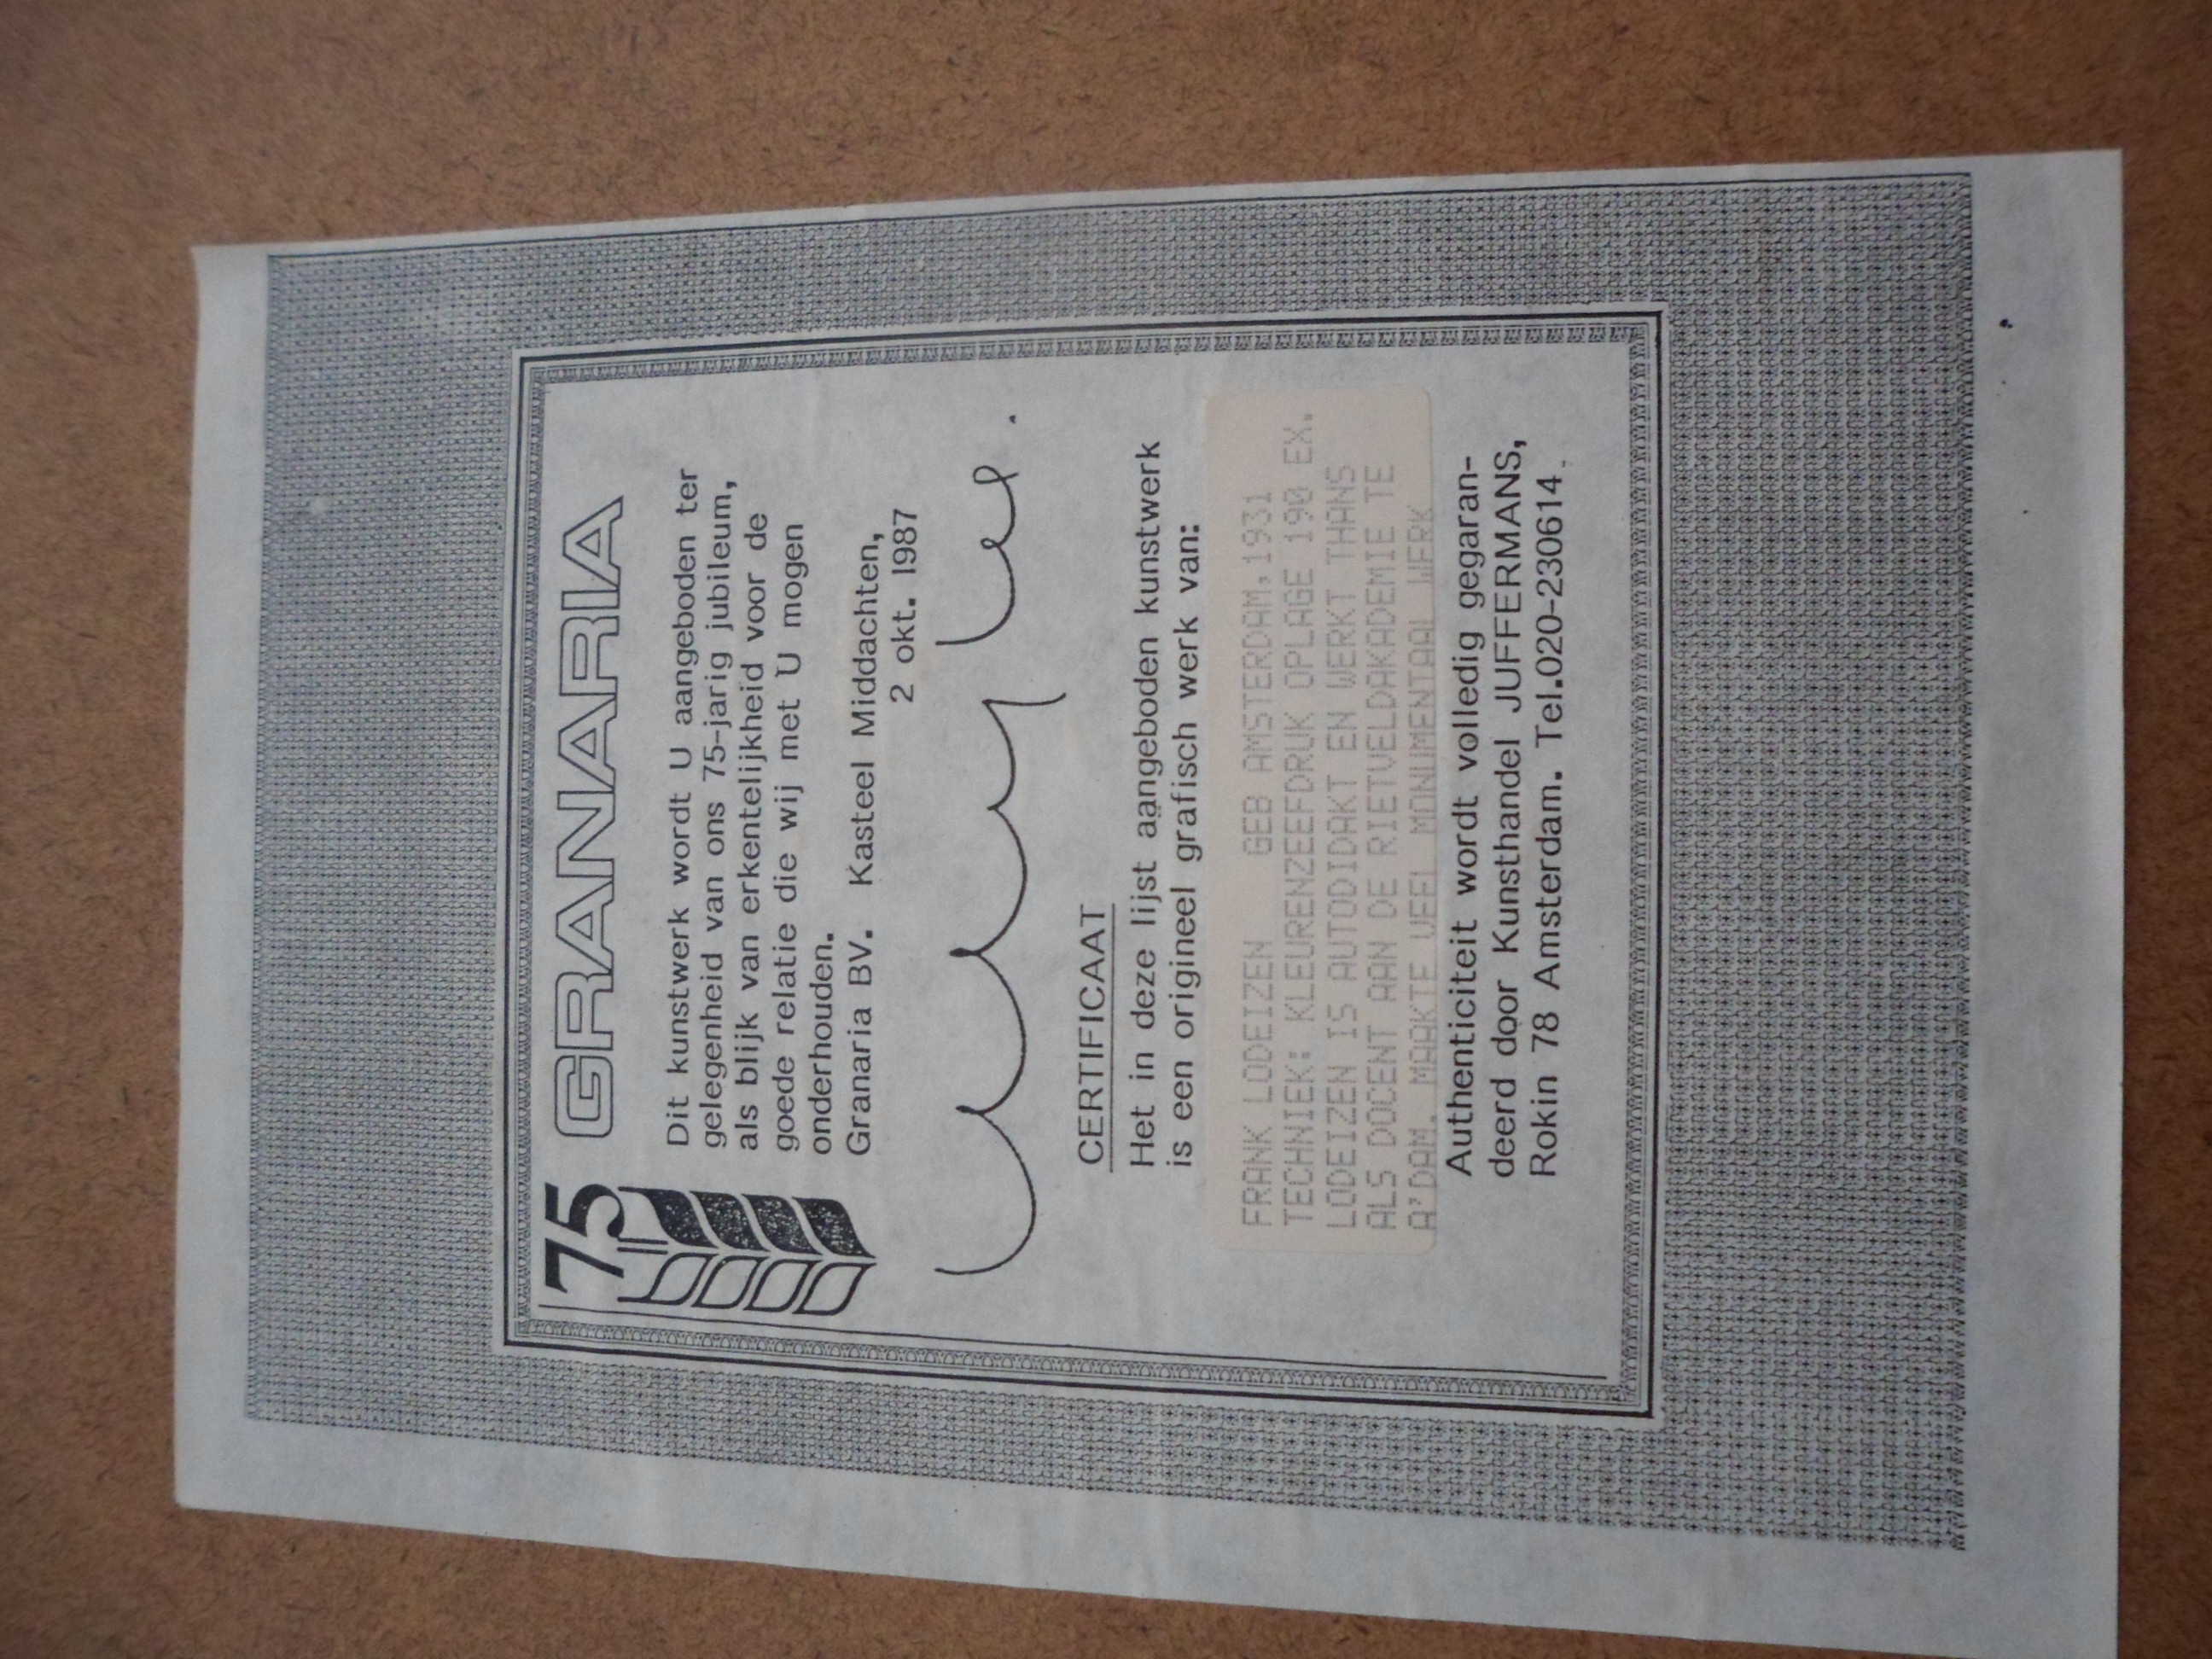 75 GRANARIA
Dit kunstwerk wordt U aangeboden ter
gelegenheid van ons 75-jarig jubileum,
als blijk van erkentelijkheid voor de
goede relatie die wij met U mogen
onderhouden.
Granaria BV. Kasteel Middachten,
2 okt. 1987
CERTIFICAAT
Het in deze lijst aangeboden kunstwerk
is een origineel grafisch werk van:
FRANK LODEIZEN GEB AMSTERDAM,1931
TECHNIEK: KLEURENZEEFDRUK OPLAGE 190 EX.
LODEIZEN IS AUTODIDAKT EN WERKT THANS
ALS DOCENT AAN DE RIETVELDAKADEMIE TE
A'DAM. MAAKTE VEEL MONUMENTAAL WERK
Authenticiteit wordt volledig gegaran-
deerd door Kunsthandel JUFFERMANS,
Rokin 78 Amsterdam. Tel.020-230614.